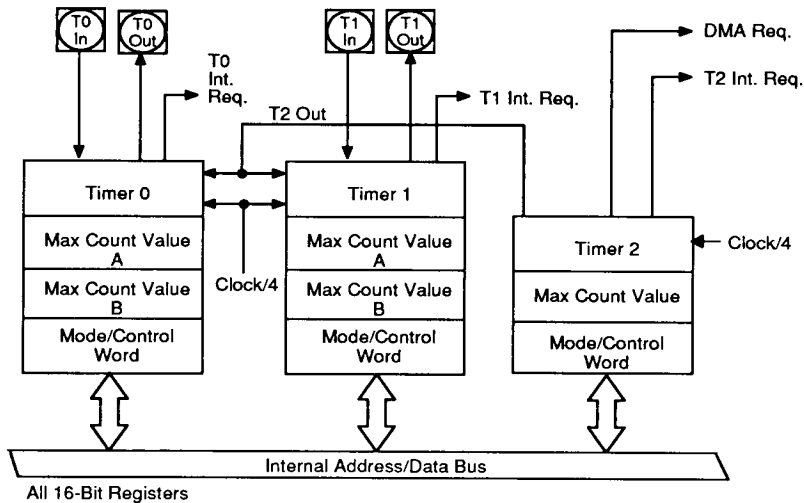 T0
In
T0
Out
T1
In
T1
Out
DMA Req.
T0
Int.
Req.
T2 Int. Req.
T1 Int. Req.
T2 Out
Timer 0
Max Count Value
A
Max Count Value
B
Mode/Control
Word
Clock/4
Timer 1
Max Count Value
A
Max Count Value
B
Mode/Control
Word
Timer 2
Clock/4
Max Count Value
Mode/Control
Word
Internal Address/Data Bus
All 16-Bit Registers